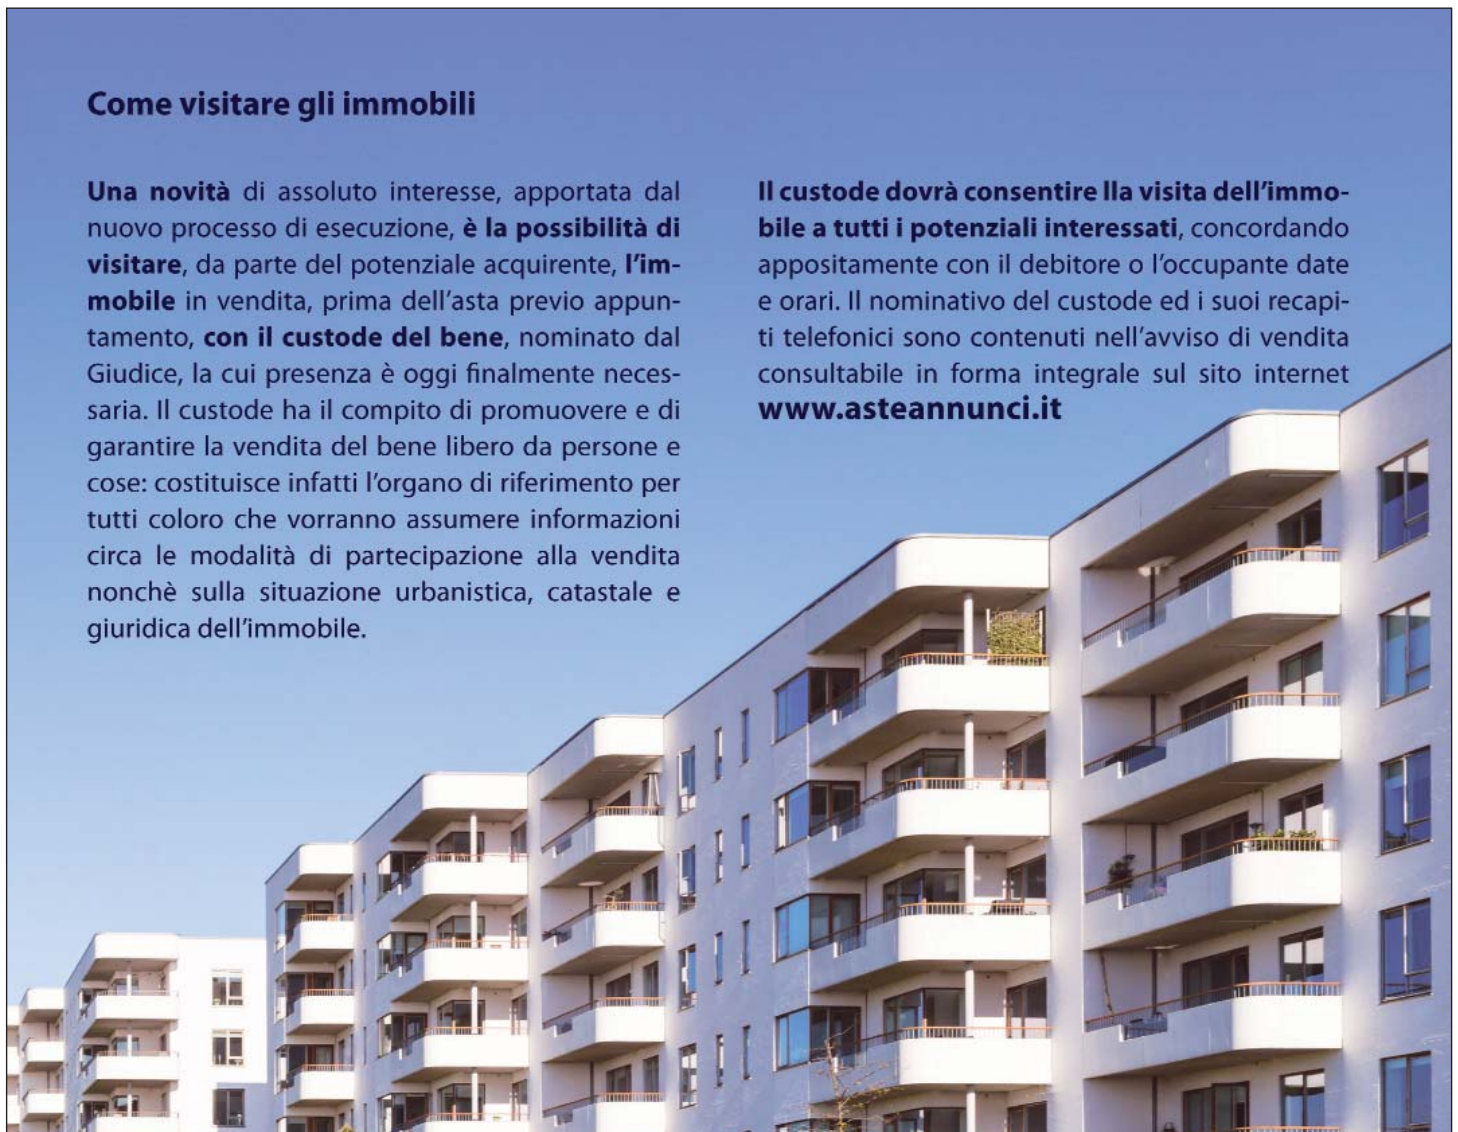 Come visitare gli immobili
Una novità di assoluto interesse, apportata dal
nuovo processo di esecuzione, è la possibilità di
visitare, da parte del potenziale acquirente, l’im-
mobile in vendita, prima dell’asta previo appun-
tamento, con il custode del bene, nominato dal
Giudice, la cui presenza è oggi finalmente neces-
saria. Il custode ha il compito di promuovere e di
garantire la vendita del bene libero da persone e
cose: costituisce infatti l’organo di riferimento per
tutti coloro che vorranno assumere informazioni
circa le modalità di partecipazione alla vendita
nonchè sulla situazione urbanistica, catastale e
giuridica dell’immobile.
Il custode dovrà consentire lla visita dell’immo-
bile a tutti i potenziali interessati, concordando
appositamente con il debitore o l’occupante date
e orari. Il nominativo del custode ed i suoi recapi-
ti telefonici sono contenuti nell’avviso di vendita
consultabile in forma integrale sul sito internet
www.asteannunci.it